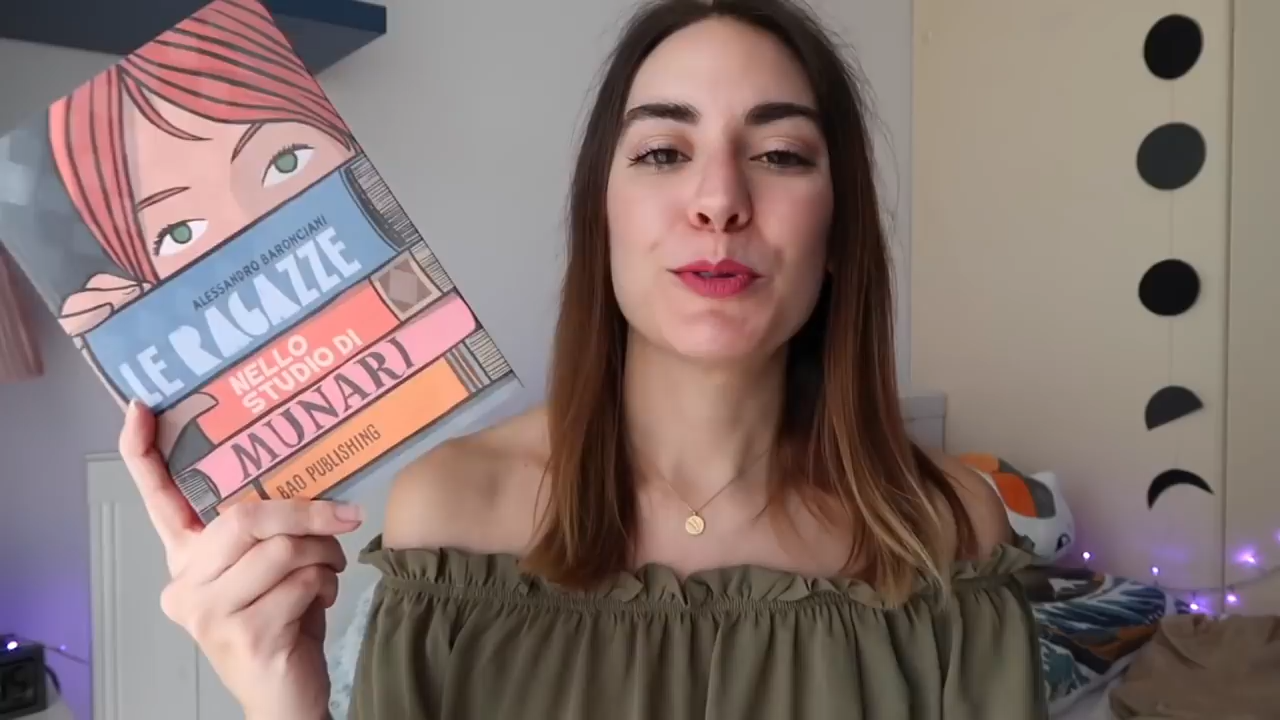 ALESSANDRO BARONCIANI
LE RAGAZZE
NELLO
STUDIO DI
MUNARI
BAO PUBLISHING